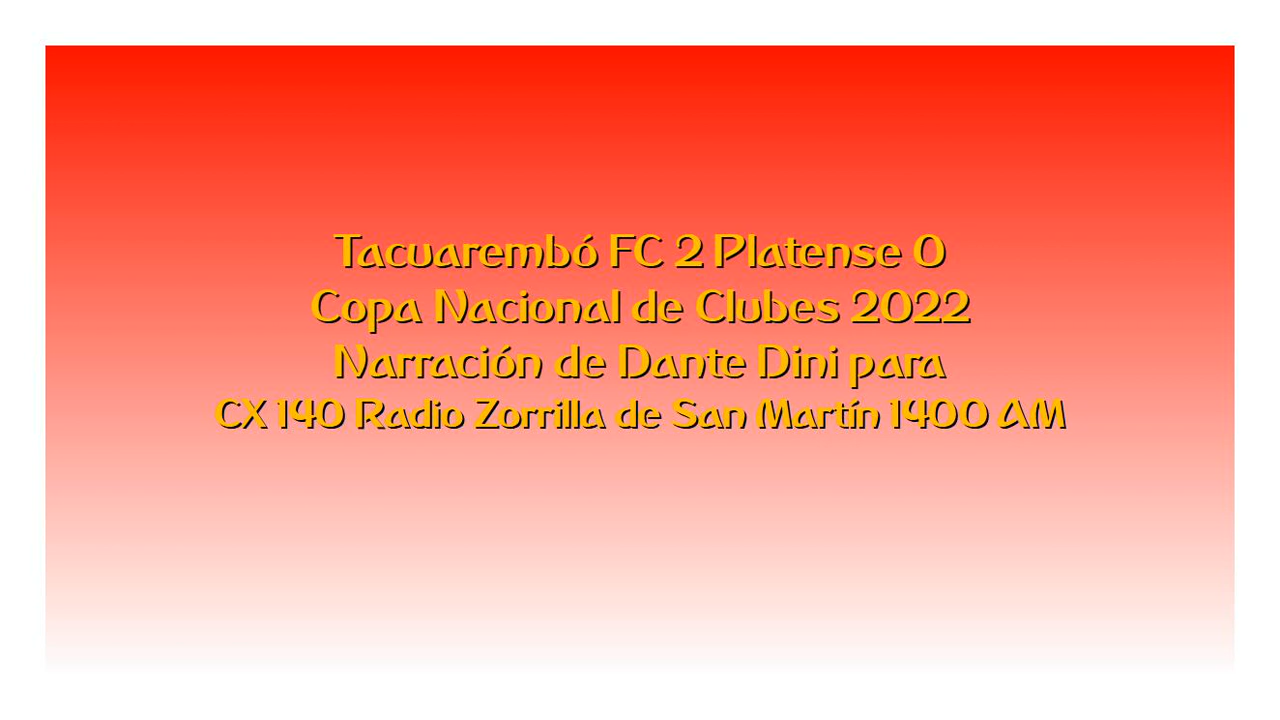 Tacuarembó FC 2 Platense 0
Copa Nacional de Clubes 2022
Narración de Dante Dini para
CX 140 Radio Zorrilla de San Martín 1400 AM